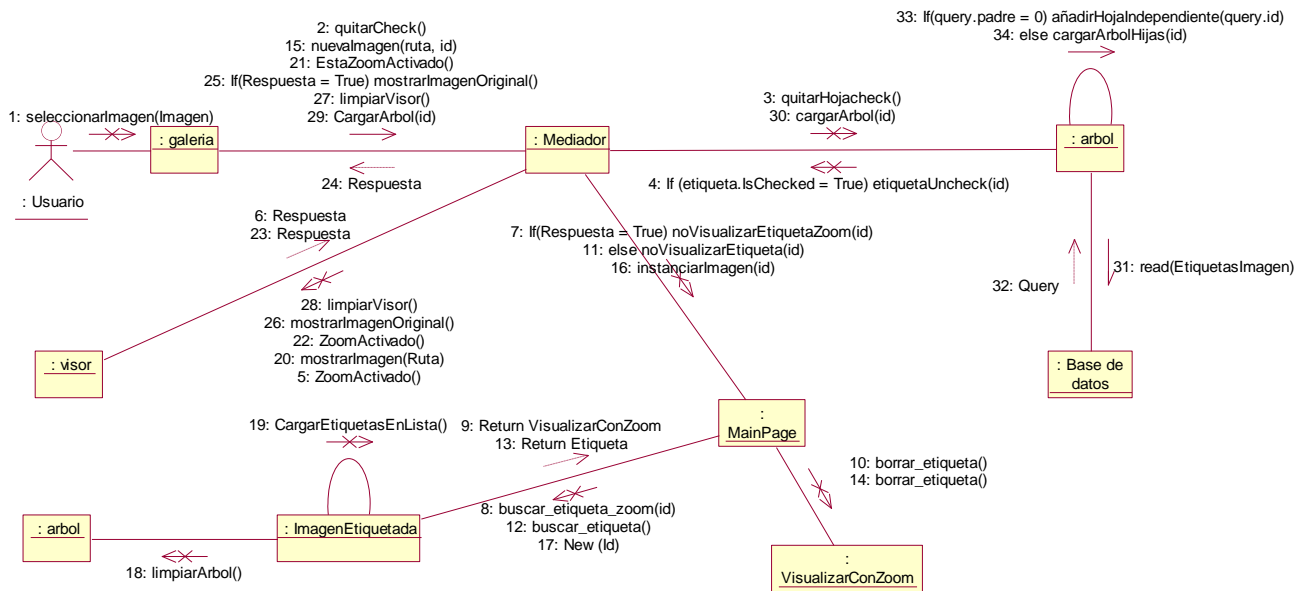 2: quitarCheck()
15: nuevaImagen(ruta, id)
21: EstaZoomActivado()
25: If(Respuesta = True) mostrarImagenOriginal()
27: limpiarVisor()
29: CargarArbol(id)
33: If(query.padre = 0) añadirHojaIndependiente(query.id)
34: else cargarArbolHijas(id)
1: seleccionarImagen(Imagen)
3: quitarHojacheck()
30: cargarArbol(id)
: galeria
: Mediador
: arbol
24: Respuesta
4: If (etiqueta.IsChecked = True) etiquetaUncheck(id)
: Usuario
6: Respuesta
23: Respuesta
7: If(Respuesta = True) noVisualizarEtiquetaZoom(id)
11: else noVisualizarEtiqueta(id)
16: instanciarImagen(id)
31: read(EtiquetasImagen)
32: Query
28: limpiarVisor()
26: mostrarImagenOriginal()
22: ZoomActivado()
20: mostrarImagen(Ruta)
5: ZoomActivado()
: visor
: Base de
datos
19: CargarEtiquetasEnLista()
9: Return VisualizarConZoom
13: Return Etiqueta
:
MainPage
10: borrar_etiqueta()
14: borrar_etiqueta()
8: buscar_etiqueta_zoom(id)
12: buscar_etiqueta()
17: New (Id)
: arbol
: ImagenEtiquetada
18: limpiarArbol()
:
VisualizarConZoom